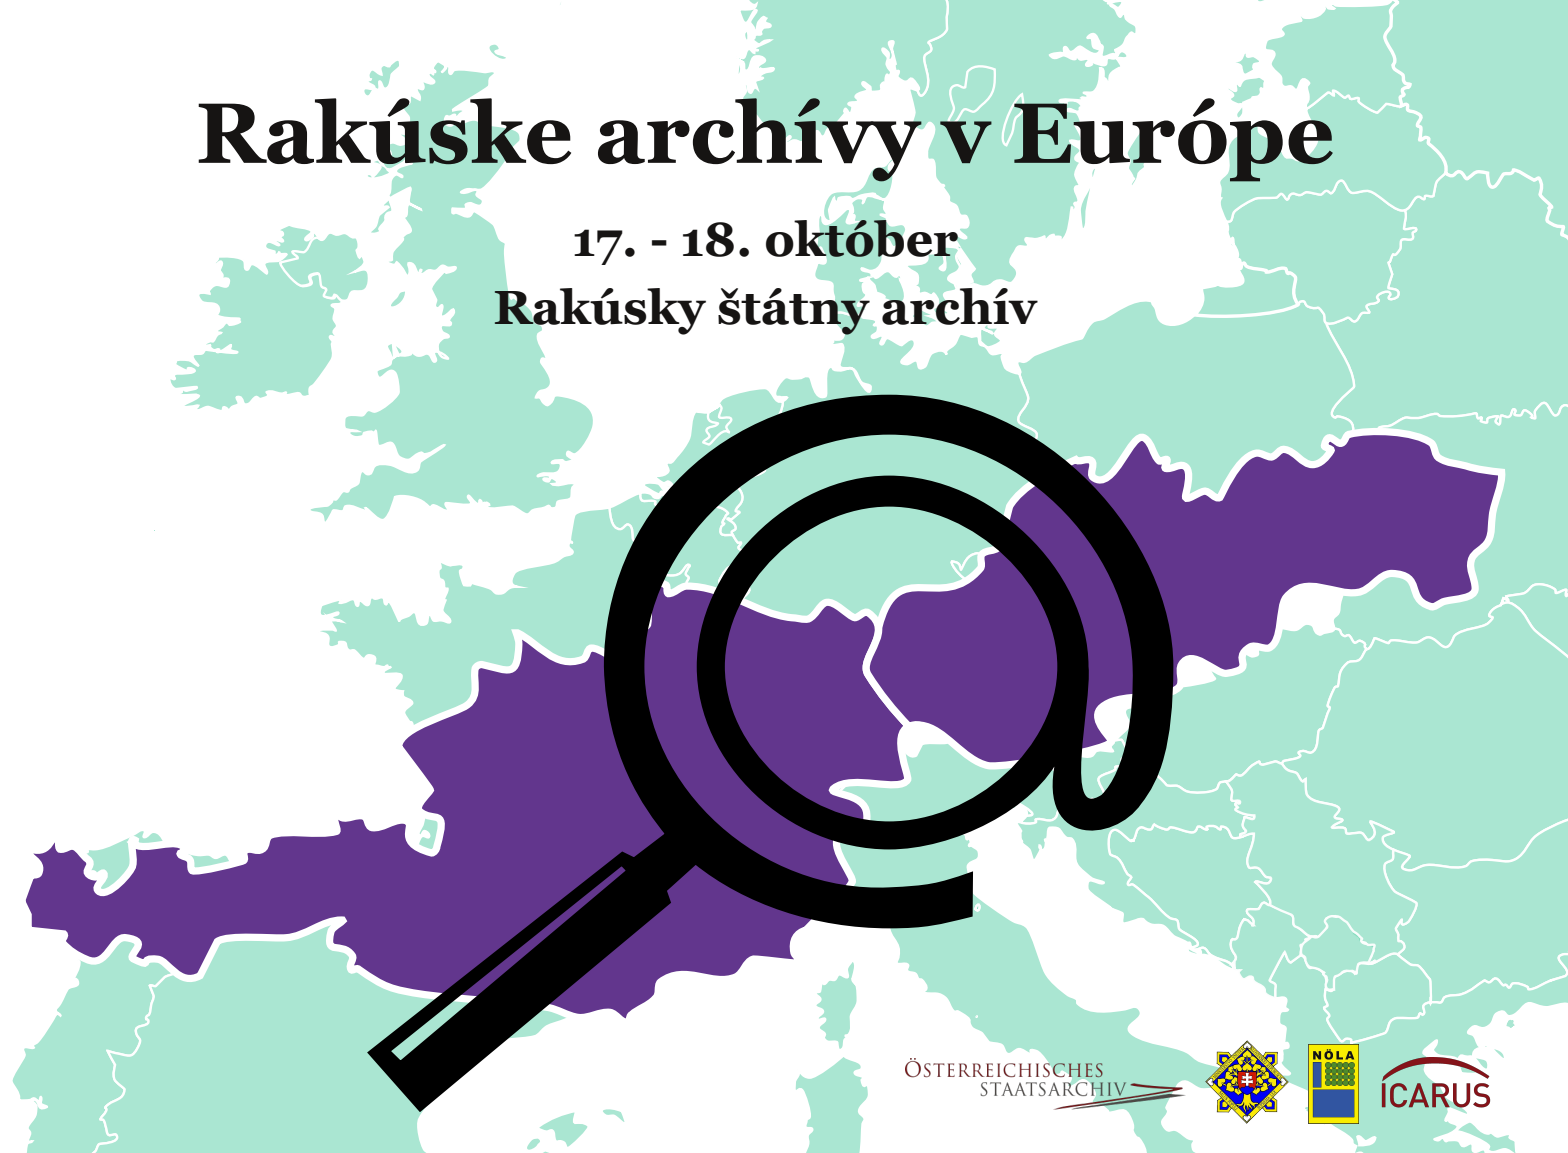 Rakúske archívy v Európe
17. - 18. október
Rakúsky štátny archív
ÖSTERREICHISCHES
STAATSARCHIV
NÖLA
ICARUS